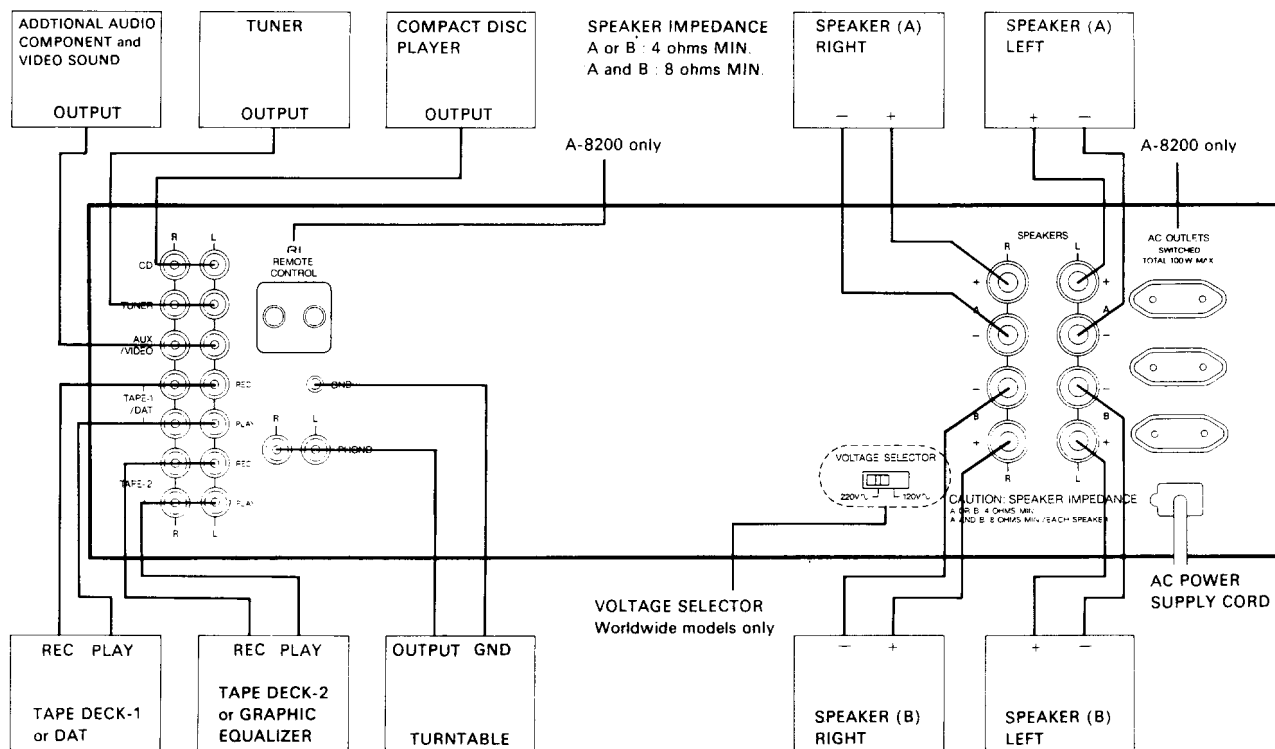 ADDTIONAL AUDIO
COMPONENT and
VIDEO SOUND
OUTPUT
TUNER
OUTPUT
COMPACT DISC
PLAYER
OUTPUT
SPEAKER IMPEDANCE
A or B : 4 ohms MIN.
A and B : 8 ohms MIN.
SPEAKER (A)
RIGHT
− +
SPEAKER (A)
LEFT
+ −
A-8200 only
A-8200 only
R L
CD
TUNER
AUX
/VIDEO
TAPE-1
/DAT
REC
PLAY
TAPE-2
REC
PLAY
R L
RI
REMOTE
CONTROL
GND
R L
PHONO
SPEAKERS
R L
+ +
A A
− −
− −
B B
+ +
R L
AC OUTLETS
SWITCHED
TOTAL 100W MAX
VOLTAGE SELECTOR
220V∿ 120V∿
CAUTION: SPEAKER IMPEDANCE
A OR B: 4 OHMS MIN
A AND B: 8 OHMS MIN./EACH SPEAKER
VOLTAGE SELECTOR
Worldwide models only
AC POWER
SUPPLY CORD
REC PLAY
TAPE DECK-1
or DAT
REC PLAY
TAPE DECK-2
or GRAPHIC
EQUALIZER
OUTPUT GND
TURNTABLE
− +
SPEAKER (B)
RIGHT
+ −
SPEAKER (B)
LEFT